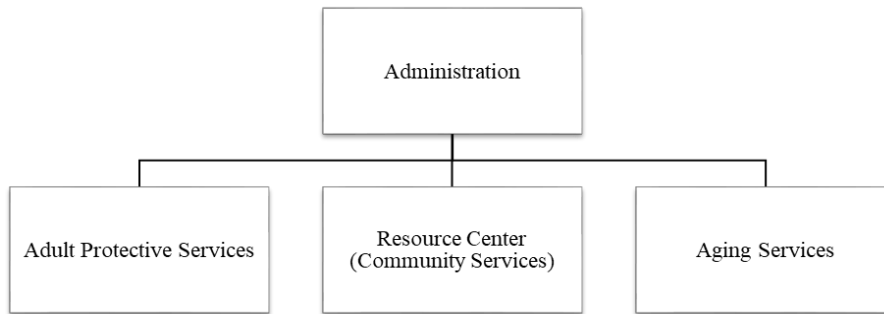 Administration
Adult Protective Services
Resource Center
(Community Services)
Aging Services